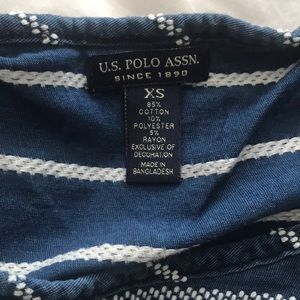 U.S. POLO ASSN.
SINCE 1890
XS
85%
COTTON
10%
POLYESTER
5%
RAYON
EXCLUSIVE OF
DECORATION
MADE IN
BANGLADESH